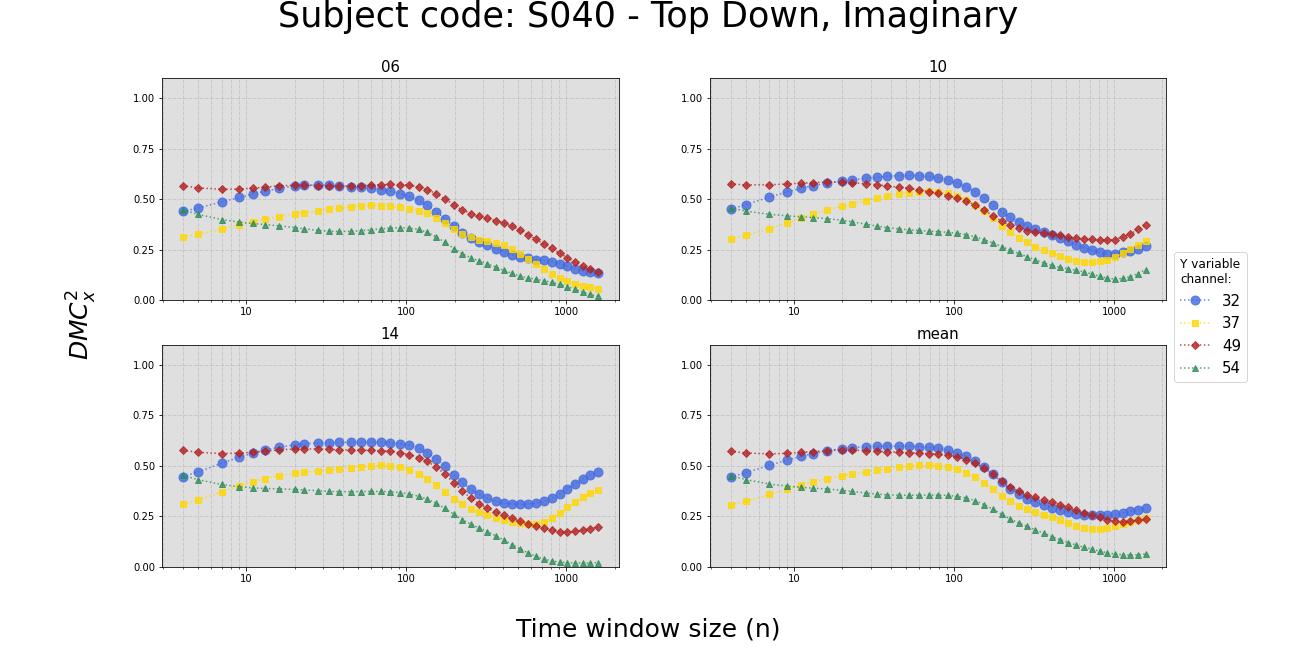 Subject code: S040 - Top Down, Imaginary
06
1.00
0.75
0.50
0.25
0.00
10 100 1000
10
1.00
0.75
0.50
0.25
0.00
10 100 1000
14
1.00
0.75
0.50
0.25
0.00
10 100 1000
mean
1.00
0.75
0.50
0.25
0.00
10 100 1000
DMC²ₓ
Y variable
channel:
32
37
49
54
Time window size (n)